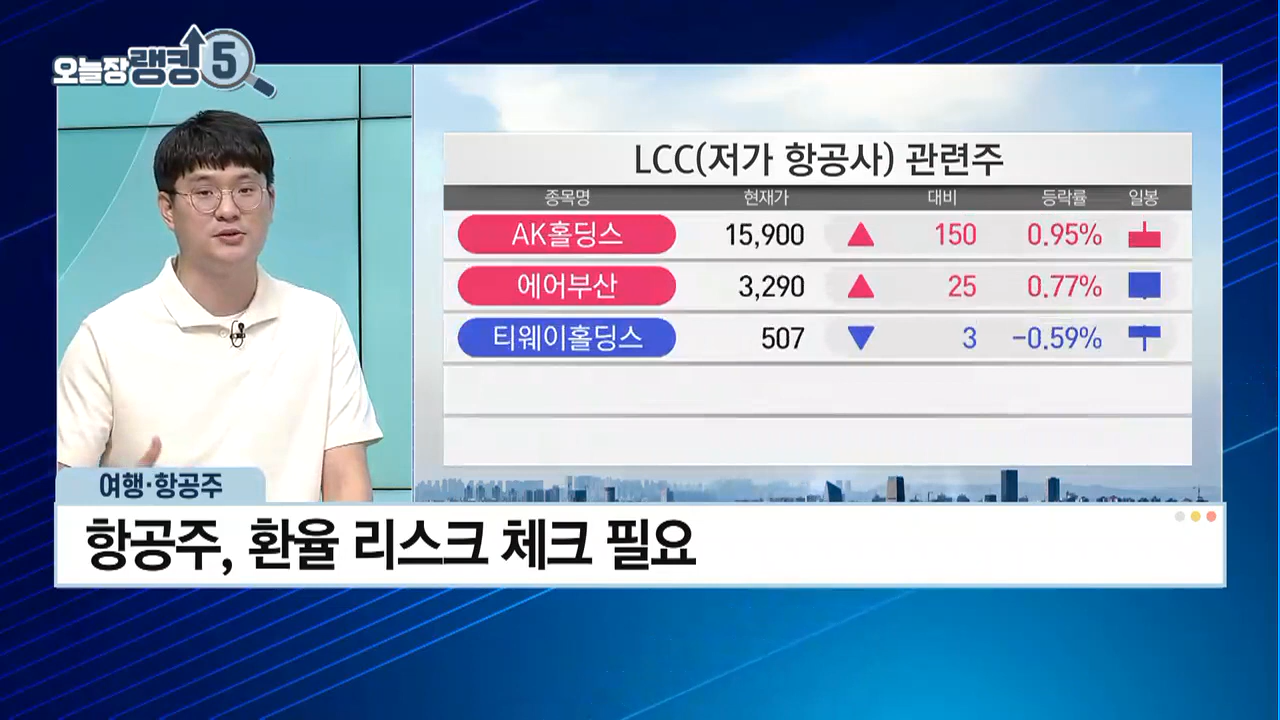 오늘장 랭킹 5
LCC(저가 항공사) 관련주
종목명 현재가 대비 등락률 일봉
AK홀딩스 15,900 ▲ 150 0.95%
에어부산 3,290 ▲ 25 0.77%
티웨이홀딩스 507 ▼ 3 -0.59%
여행·항공주
항공주, 환율 리스크 체크 필요